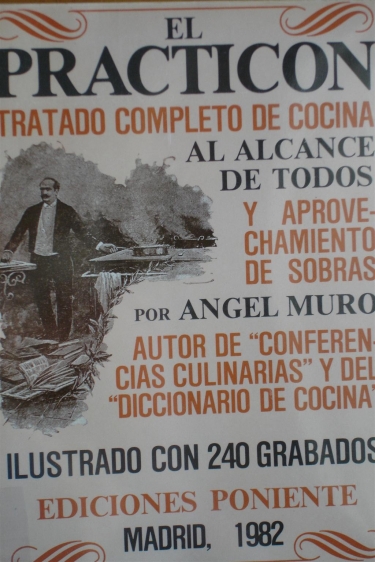 EL
PRACTICON
TRATADO COMPLETO DE COCINA
AL ALCANCE
DE TODOS
Y APROVE-
CHAMIENTO
DE SOBRAS
POR ANGEL MURO
AUTOR DE "CONFEREN-
CIAS CULINARIAS" Y DEL
"DICCIONARIO DE COCINA"
ILUSTRADO CON 240 GRABADOS
EDICIONES PONIENTE
MADRID, 1982